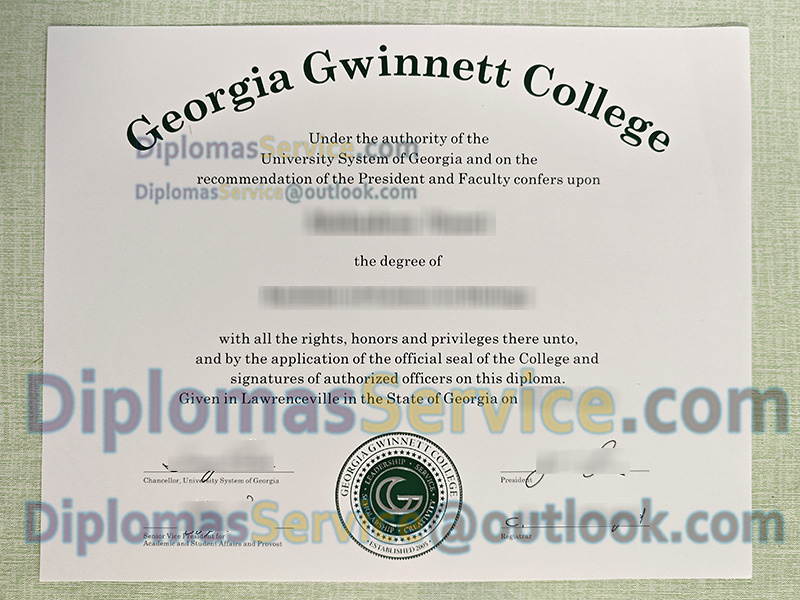 Georgia Gwinnett College
Under the authority of the
DiplomasService.com
University System of Georgia and on the
recommendation of the President and Faculty confers upon
DiplomasService@outlook.com
the degree of
with all the rights, honors and privileges there unto,
and by the application of the official seal of the College and
signatures of authorized officers on this diploma.
Given in Lawrenceville in the State of Georgia on
DiplomasService.com
Chancellor, University System of Georgia
President
GEORGIA GWINNETT COLLEGE
LEADERSHIP • SERVICE
SCHOLARSHIP • CREATIVITY
G
• ESTABLISHED 2005 •
DiplomasService@outlook.com
Senior Vice President for
Academic and Student Affairs and Provost
Registrar